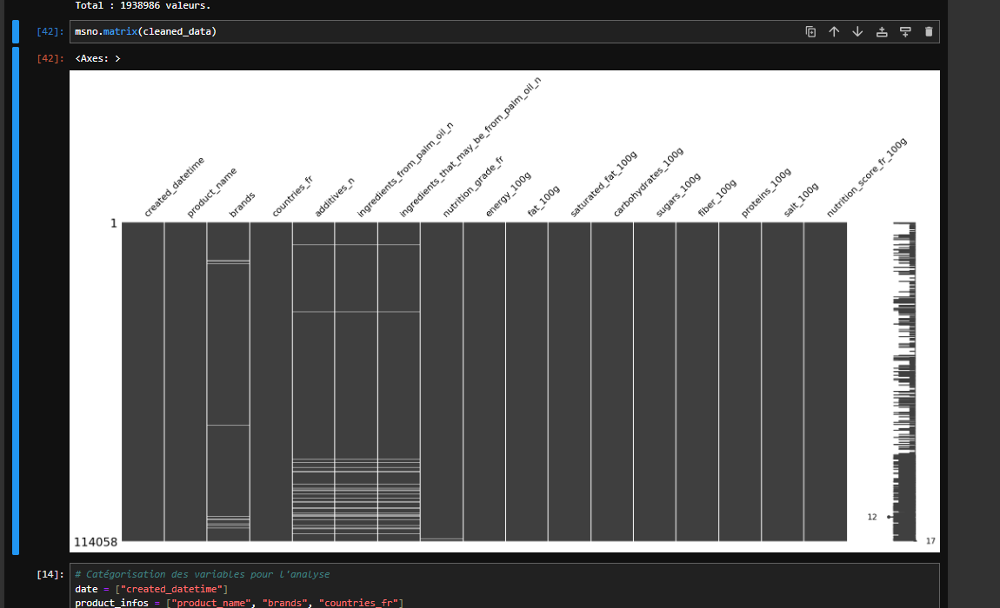 Total : 1938986 valeurs.
[42]: msno.matrix(cleaned_data)
[42]: <Axes: >
created_datetime
product_name
brands
countries_fr
additives_n
ingredients_from_palm_oil_n
ingredients_that_may_be_from_palm_oil_n
nutrition_grade_fr
energy_100g
fat_100g
saturated_fat_100g
carbohydrates_100g
sugars_100g
fiber_100g
proteins_100g
salt_100g
nutrition_score_fr_100g
1
12
114058
17
[14]: # Catégorisation des variables pour l'analyse
date = ["created_datetime"]
product_infos = ["product_name", "brands", "countries_fr"]